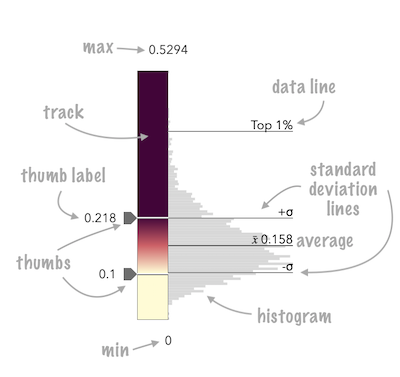 max
0.5294
data line
track
Top 1%
thumb label
standard
deviation
lines
0.218
+σ
x̄ 0.158
average
thumbs
0.1
-σ
histogram
min
0